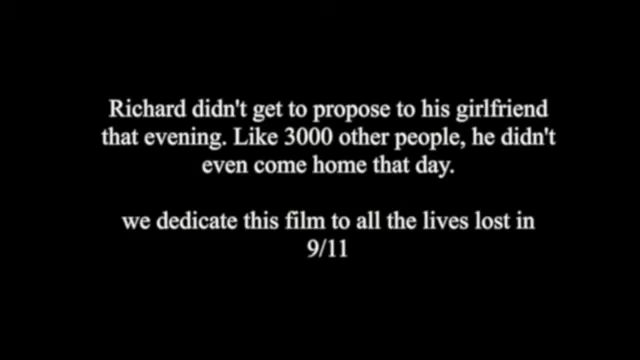 Richard didn't get to propose to his girlfriend
that evening. Like 3000 other people, he didn't
even come home that day.
we dedicate this film to all the lives lost in
9/11